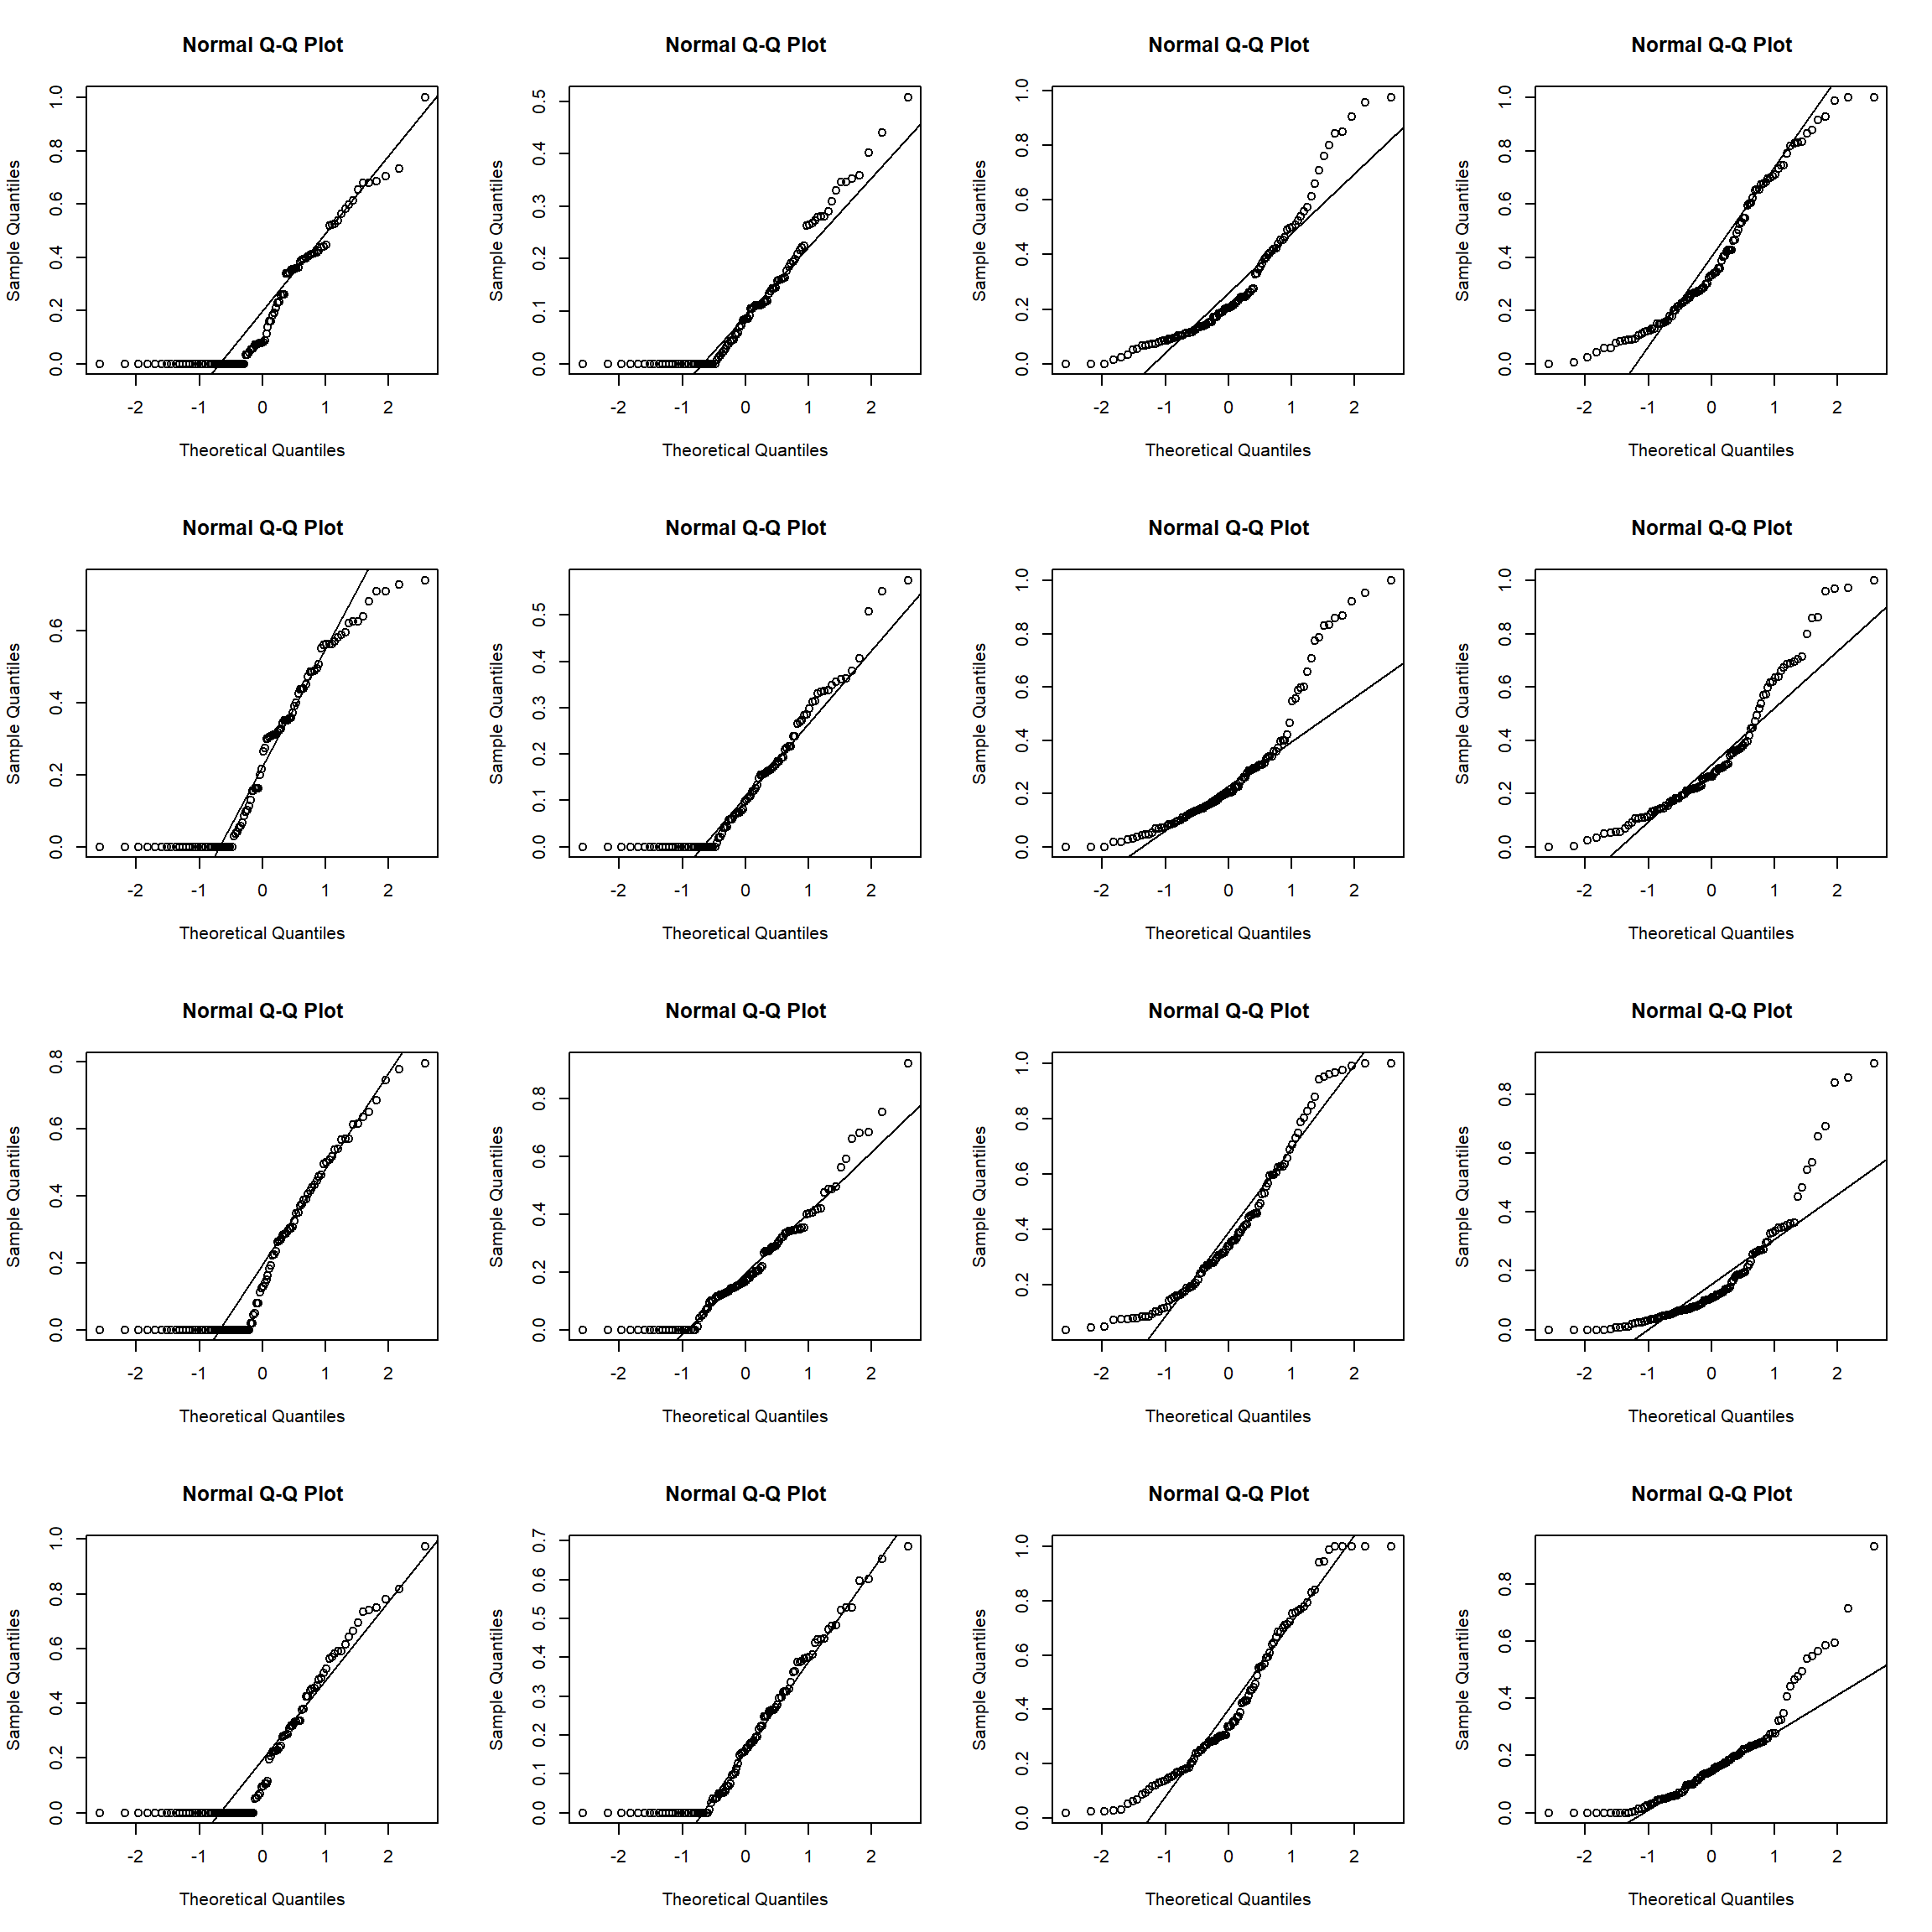 Normal Q-Q Plot
Sample Quantiles
0.0 0.2 0.4 0.6 0.8 1.0
-2 -1 0 1 2
Theoretical Quantiles
Normal Q-Q Plot
Sample Quantiles
0.0 0.1 0.2 0.3 0.4 0.5
-2 -1 0 1 2
Theoretical Quantiles
Normal Q-Q Plot
Sample Quantiles
0.0 0.2 0.4 0.6 0.8 1.0
-2 -1 0 1 2
Theoretical Quantiles
Normal Q-Q Plot
Sample Quantiles
0.0 0.2 0.4 0.6 0.8 1.0
-2 -1 0 1 2
Theoretical Quantiles
Normal Q-Q Plot
Sample Quantiles
0.0 0.2 0.4 0.6
-2 -1 0 1 2
Theoretical Quantiles
Normal Q-Q Plot
Sample Quantiles
0.0 0.1 0.2 0.3 0.4 0.5
-2 -1 0 1 2
Theoretical Quantiles
Normal Q-Q Plot
Sample Quantiles
0.0 0.2 0.4 0.6 0.8 1.0
-2 -1 0 1 2
Theoretical Quantiles
Normal Q-Q Plot
Sample Quantiles
0.0 0.2 0.4 0.6 0.8 1.0
-2 -1 0 1 2
Theoretical Quantiles
Normal Q-Q Plot
Sample Quantiles
0.0 0.2 0.4 0.6 0.8
-2 -1 0 1 2
Theoretical Quantiles
Normal Q-Q Plot
Sample Quantiles
0.0 0.2 0.4 0.6 0.8
-2 -1 0 1 2
Theoretical Quantiles
Normal Q-Q Plot
Sample Quantiles
0.2 0.4 0.6 0.8 1.0
-2 -1 0 1 2
Theoretical Quantiles
Normal Q-Q Plot
Sample Quantiles
0.0 0.2 0.4 0.6 0.8
-2 -1 0 1 2
Theoretical Quantiles
Normal Q-Q Plot
Sample Quantiles
0.0 0.2 0.4 0.6 0.8 1.0
-2 -1 0 1 2
Theoretical Quantiles
Normal Q-Q Plot
Sample Quantiles
0.0 0.1 0.2 0.3 0.4 0.5 0.6 0.7
-2 -1 0 1 2
Theoretical Quantiles
Normal Q-Q Plot
Sample Quantiles
0.0 0.2 0.4 0.6 0.8 1.0
-2 -1 0 1 2
Theoretical Quantiles
Normal Q-Q Plot
Sample Quantiles
0.0 0.2 0.4 0.6 0.8
-2 -1 0 1 2
Theoretical Quantiles